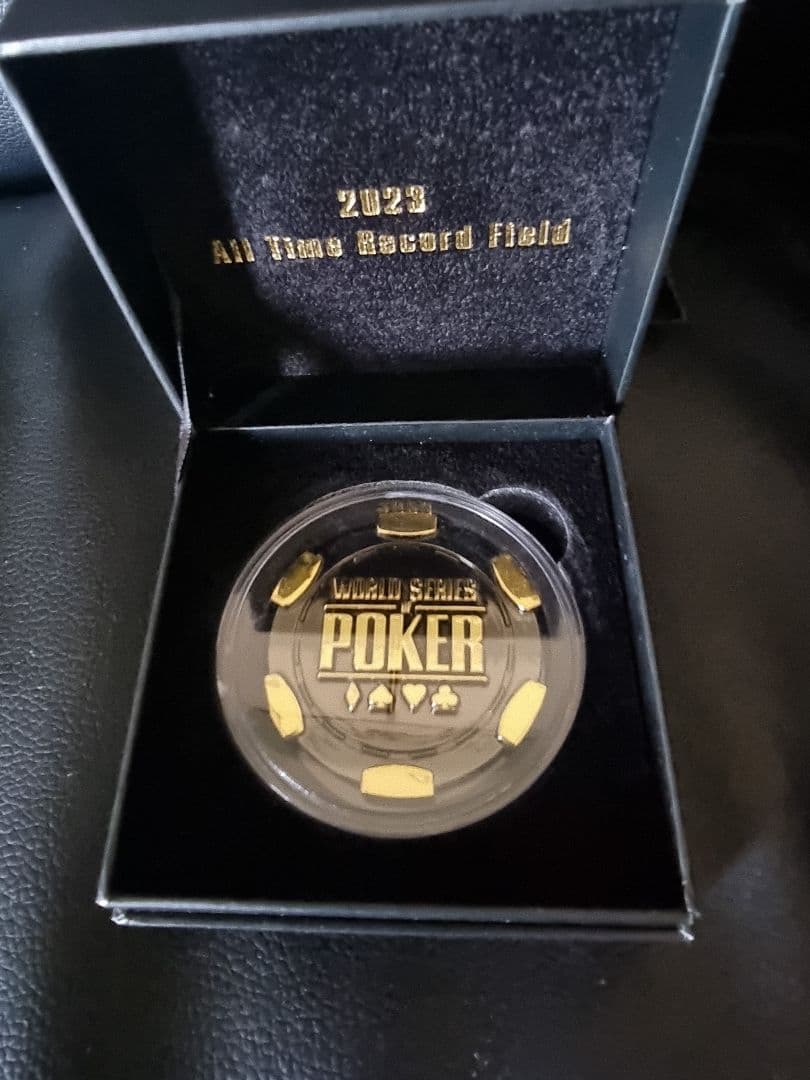 2023
All Time Record Field
WORLD SERIES
OF
POKER